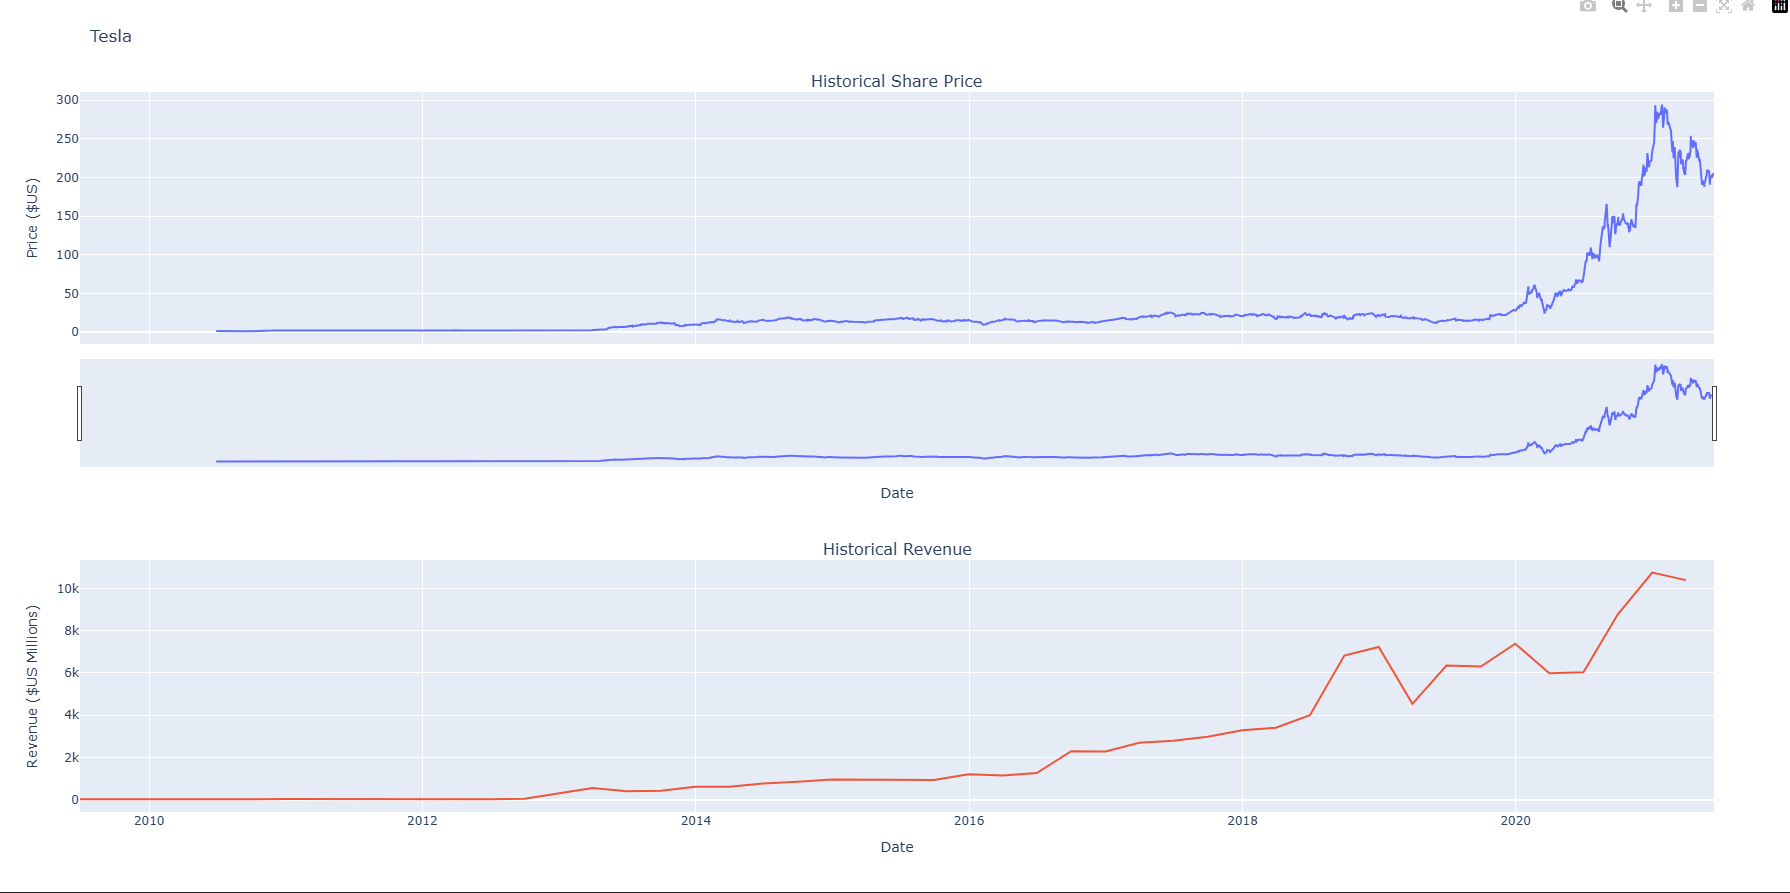 Tesla
Historical Share Price
300
250
200
150
100
50
0
Price ($US)
Date
Historical Revenue
10k
8k
6k
4k
2k
0
Revenue ($US Millions)
2010 2012 2014 2016 2018 2020
Date